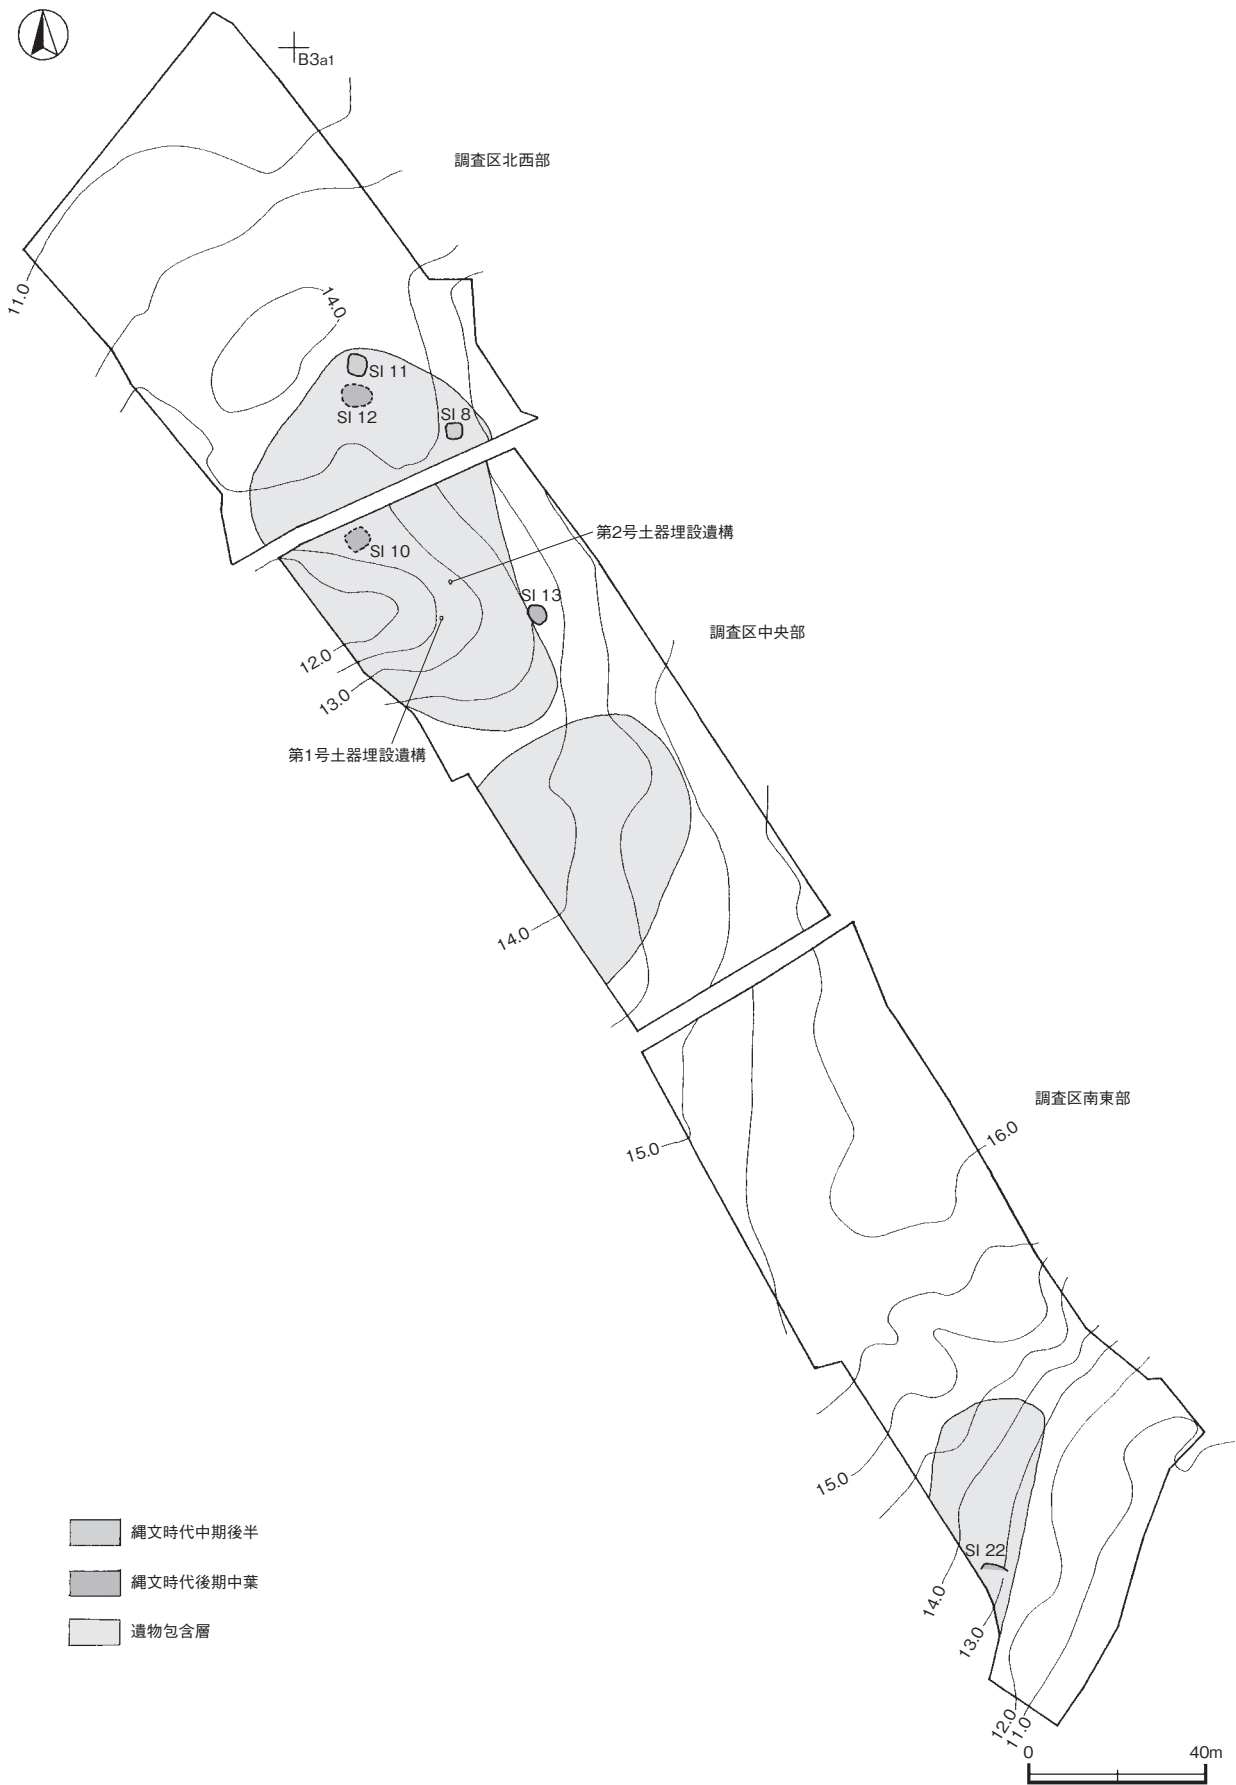 B3a1
調査区北西部
11.0
14.0
SI 11
SI 12
SI 8
第2号土器埋設遺構
SI 10
SI 13
調査区中央部
12.0
13.0
第1号土器埋設遺構
14.0
調査区南東部
16.0
15.0
15.0
縄文時代中期後半
SI 22
縄文時代後期中葉
14.0
遺物包含層
13.0
12.0
11.0
0 40m